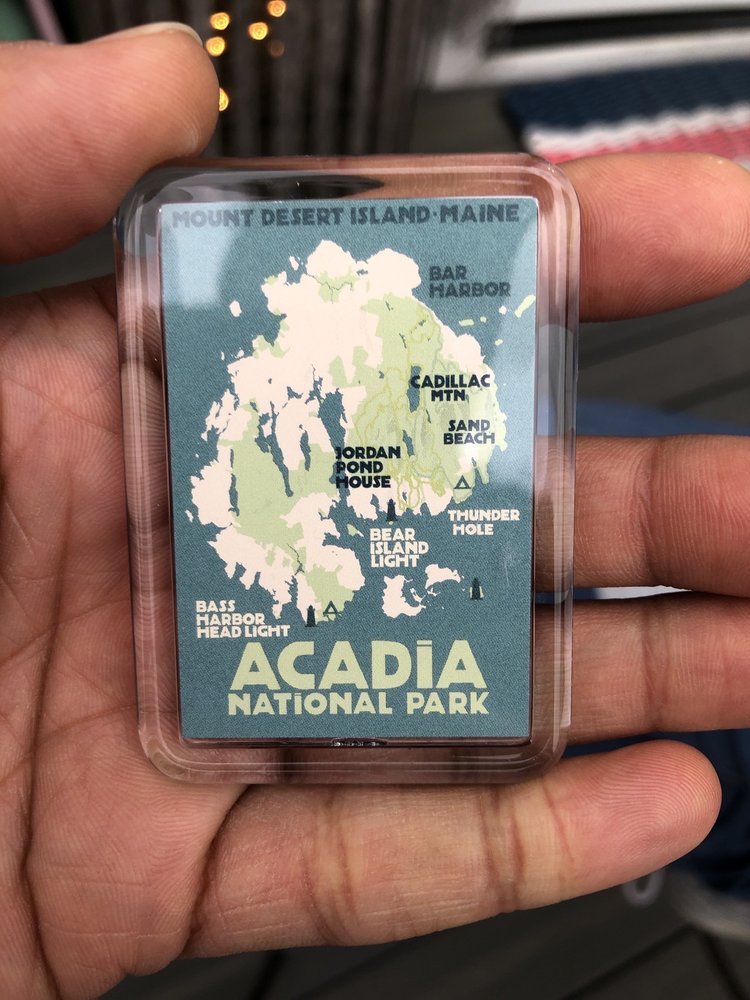 MOUNT DESERT ISLAND·MAINE
BAR
HARBOR
CADILLAC
MTN
SAND
BEACH
JORDAN
POND
HOUSE
THUNDER
HOLE
BEAR
ISLAND
LIGHT
BASS
HARBOR
HEAD LIGHT
ACADiA
NATiONAL PARK